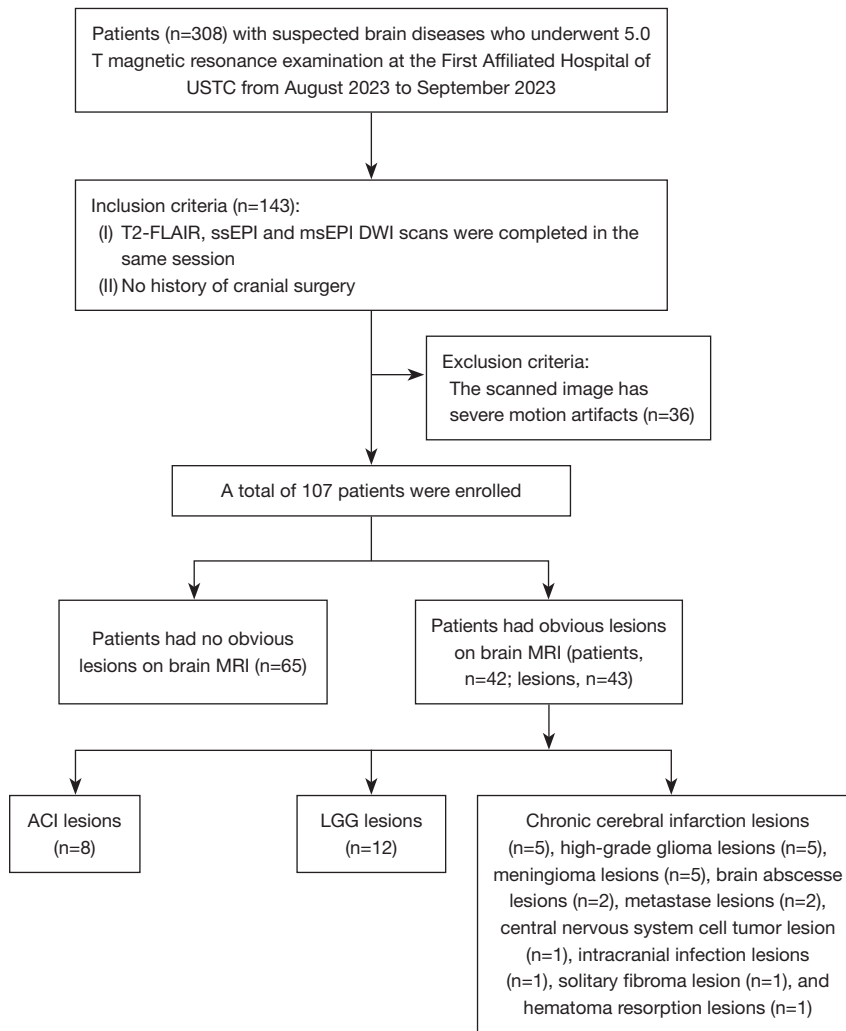 Patients (n=308) with suspected brain diseases who underwent 5.0
T magnetic resonance examination at the First Affiliated Hospital of
USTC from August 2023 to September 2023
Inclusion criteria (n=143):
(I) T2-FLAIR, ssEPI and msEPI DWI scans were completed in the
same session
(II) No history of cranial surgery
Exclusion criteria:
The scanned image has
severe motion artifacts (n=36)
A total of 107 patients were enrolled
Patients had no obvious
lesions on brain MRI (n=65)
Patients had obvious lesions
on brain MRI (patients,
n=42; lesions, n=43)
ACI lesions
(n=8)
LGG lesions
(n=12)
Chronic cerebral infarction lesions
(n=5), high-grade glioma lesions (n=5),
meningioma lesions (n=5), brain abscesse
lesions (n=2), metastase lesions (n=2),
central nervous system cell tumor lesion
(n=1), intracranial infection lesions
(n=1), solitary fibroma lesion (n=1), and
hematoma resorption lesions (n=1)